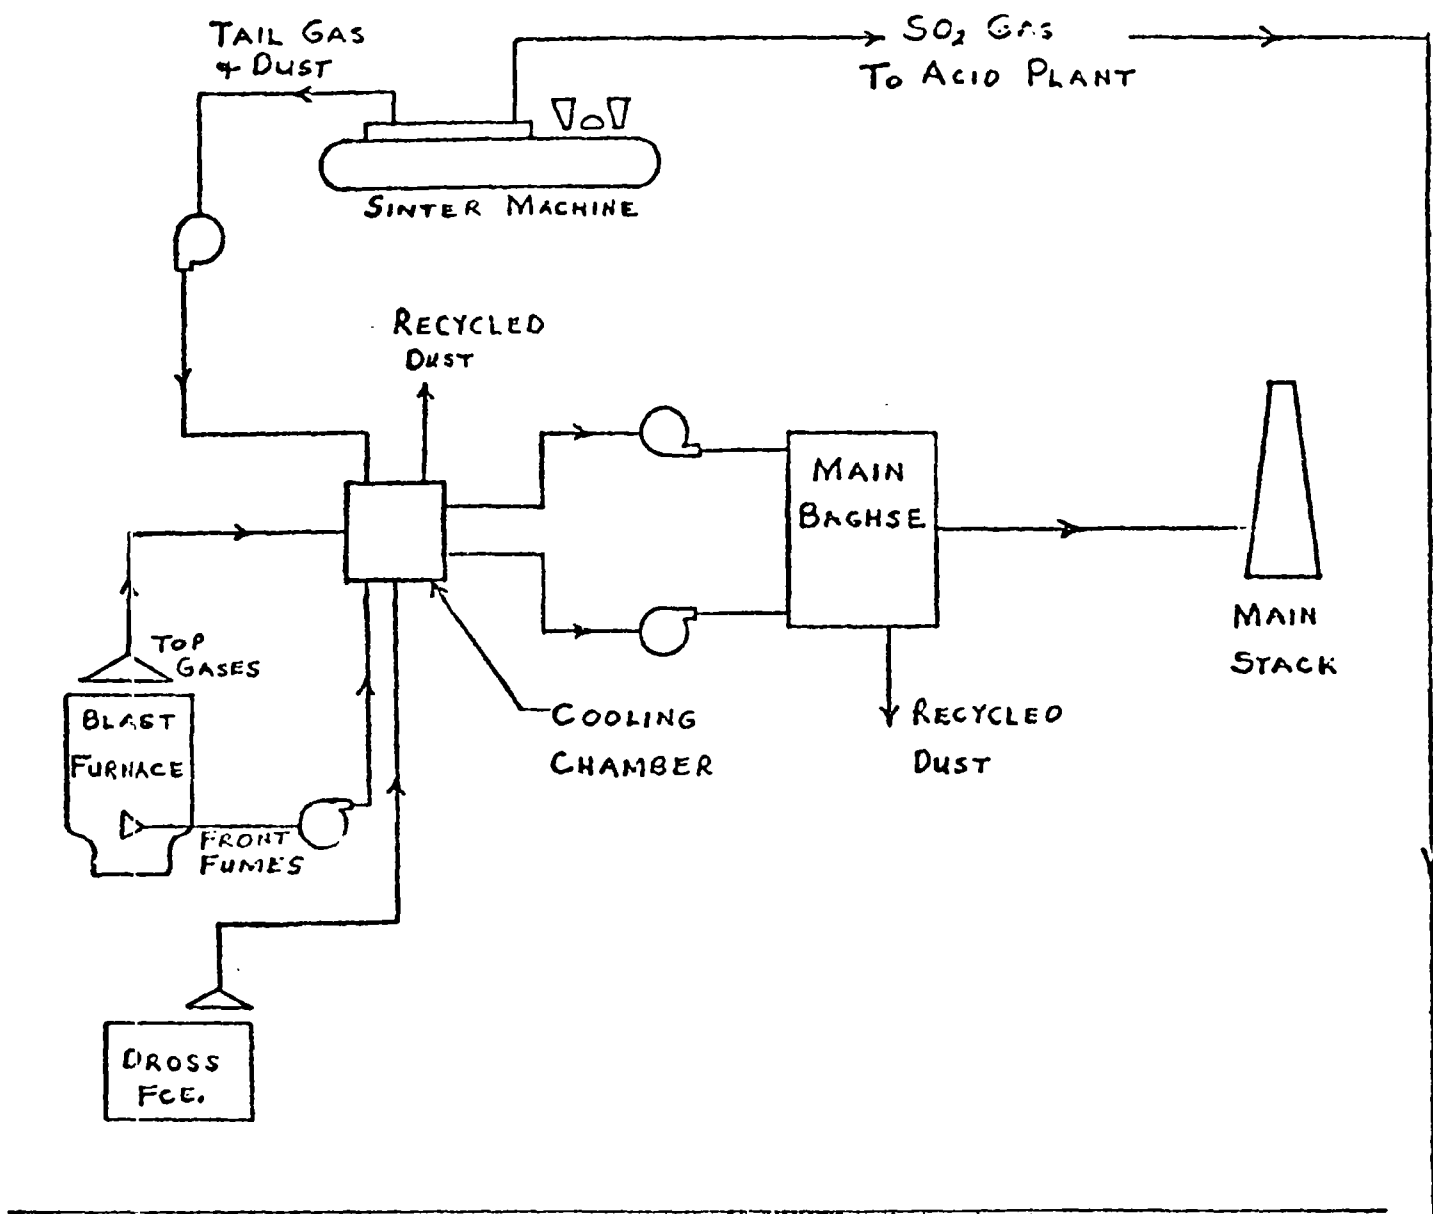 TAIL GAS
& DUST
SO₂ GAS
TO ACID PLANT
SINTER MACHINE
RECYCLED
DUST
MAIN
BAGHSE
MAIN
STACK
TOP
GASES
BLAST
FURNACE
COOLING
CHAMBER
RECYCLED
DUST
FRONT
FUMES
DROSS
FCE.